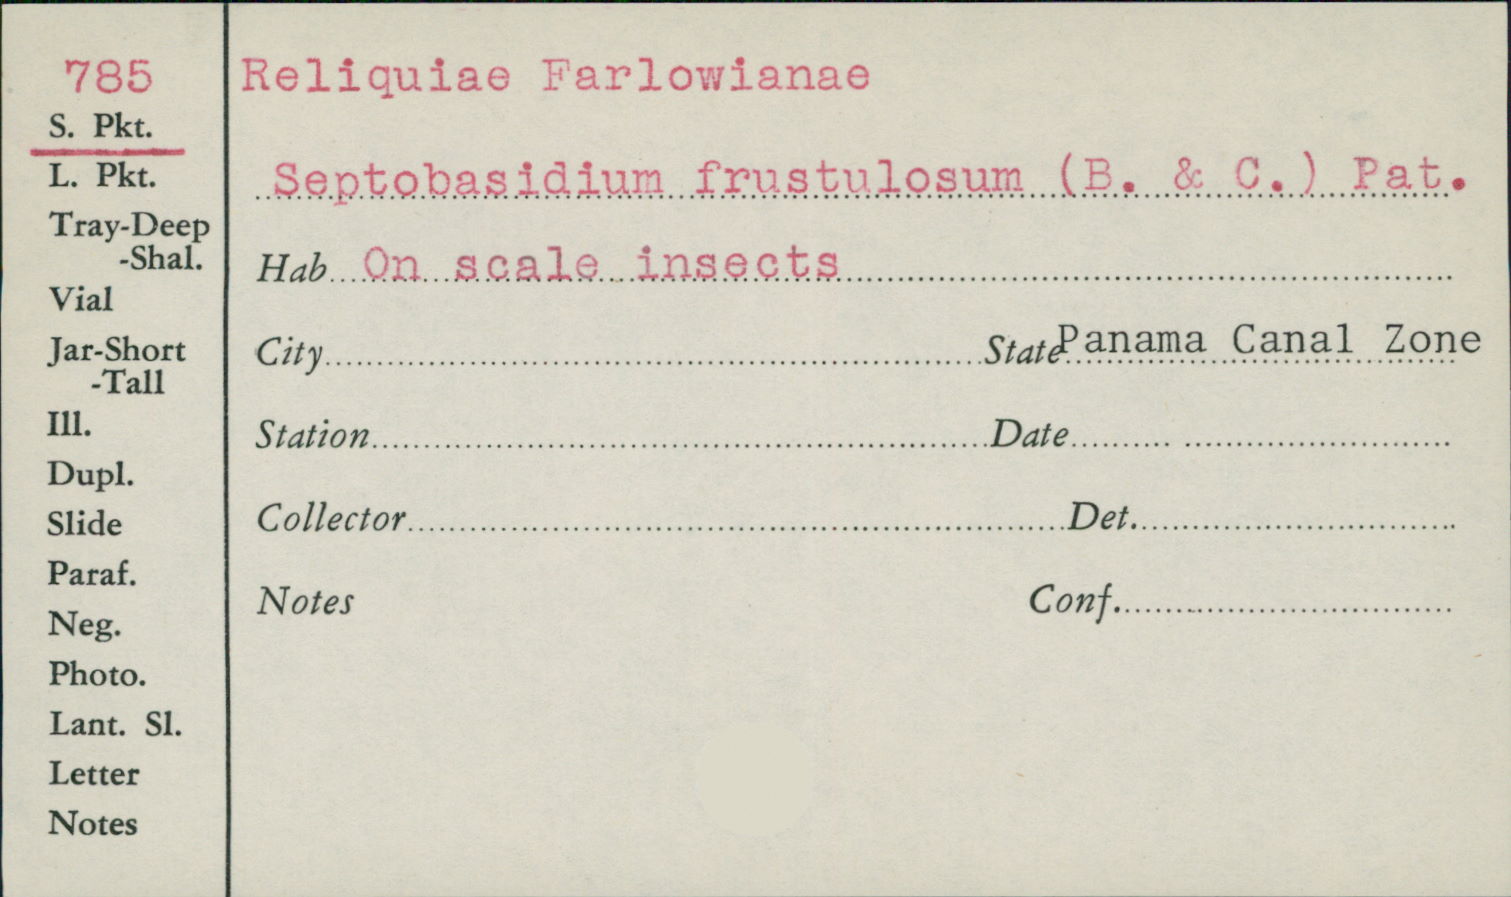 785
S. Pkt.
L. Pkt.
Tray-Deep
-Shal.
Vial
Jar-Short
-Tall
Ill.
Dupl.
Slide
Paraf.
Neg.
Photo.
Lant. Sl.
Letter
Notes
Reliquiae Farlowianae
Septobasidium frustulosum (B. & C.) Pat.
Hab On scale insects
City State Panama Canal Zone
Station Date
Collector Det.
Notes Conf.